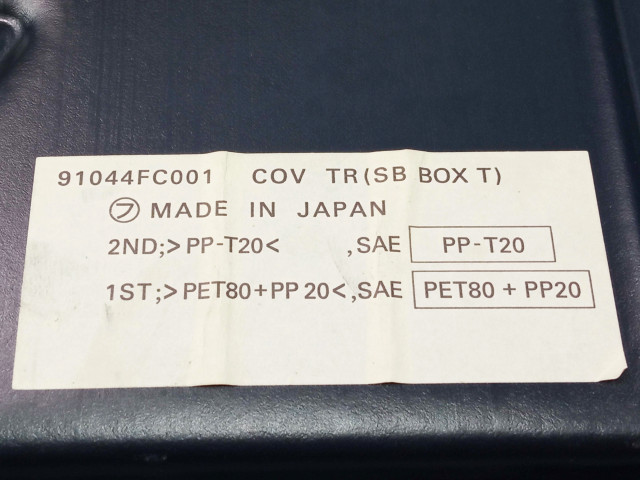 91044FC001 COV TR(SB BOX T)
フ MADE IN JAPAN
2ND;>PP-T20< ,SAE PP-T20
1ST;>PET80+PP20<,SAE PET80 + PP20